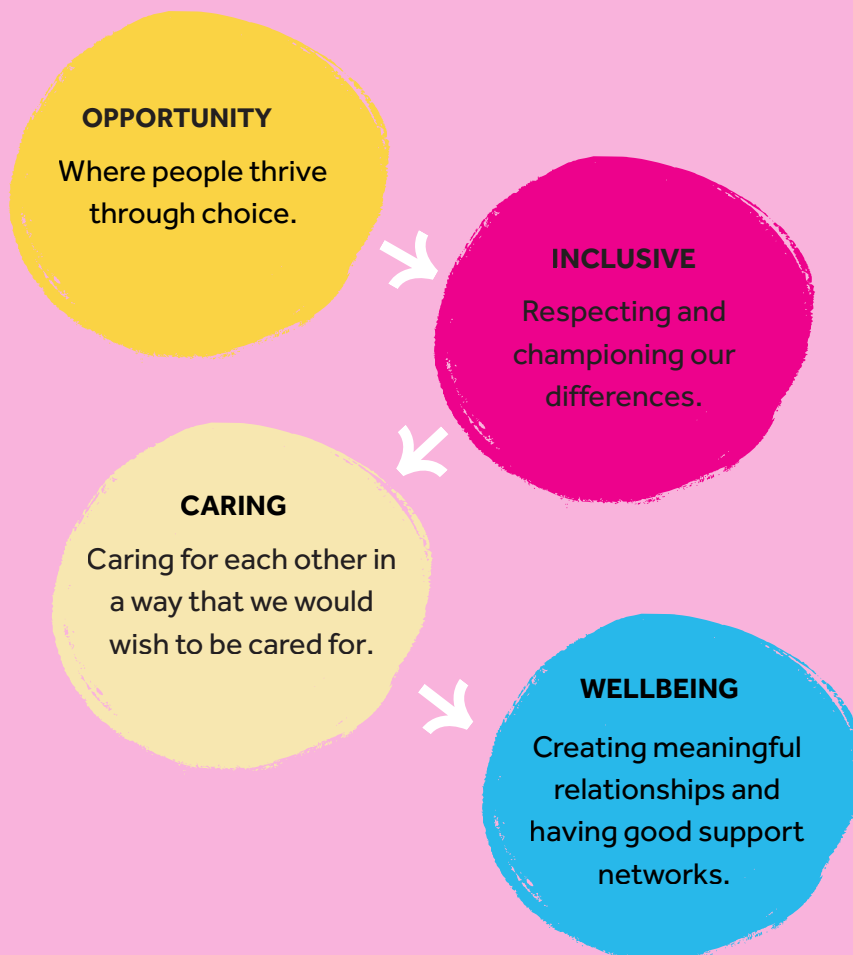 OPPORTUNITY
Where people thrive
through choice.
INCLUSIVE
Respecting and
championing our
differences.
CARING
Caring for each other in
a way that we would
wish to be cared for.
WELLBEING
Creating meaningful
relationships and
having good support
networks.